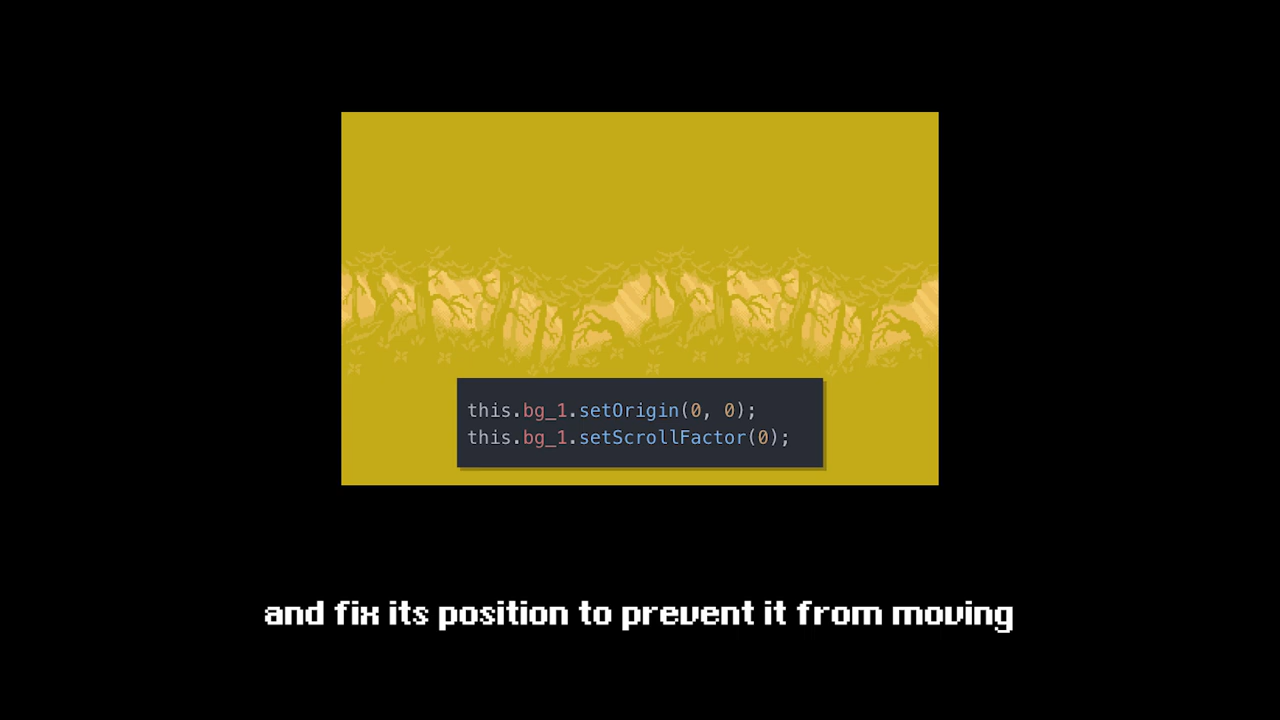 this.bg_1.setOrigin(0, 0);
this.bg_1.setScrollFactor(0);
and fix its position to prevent it from moving